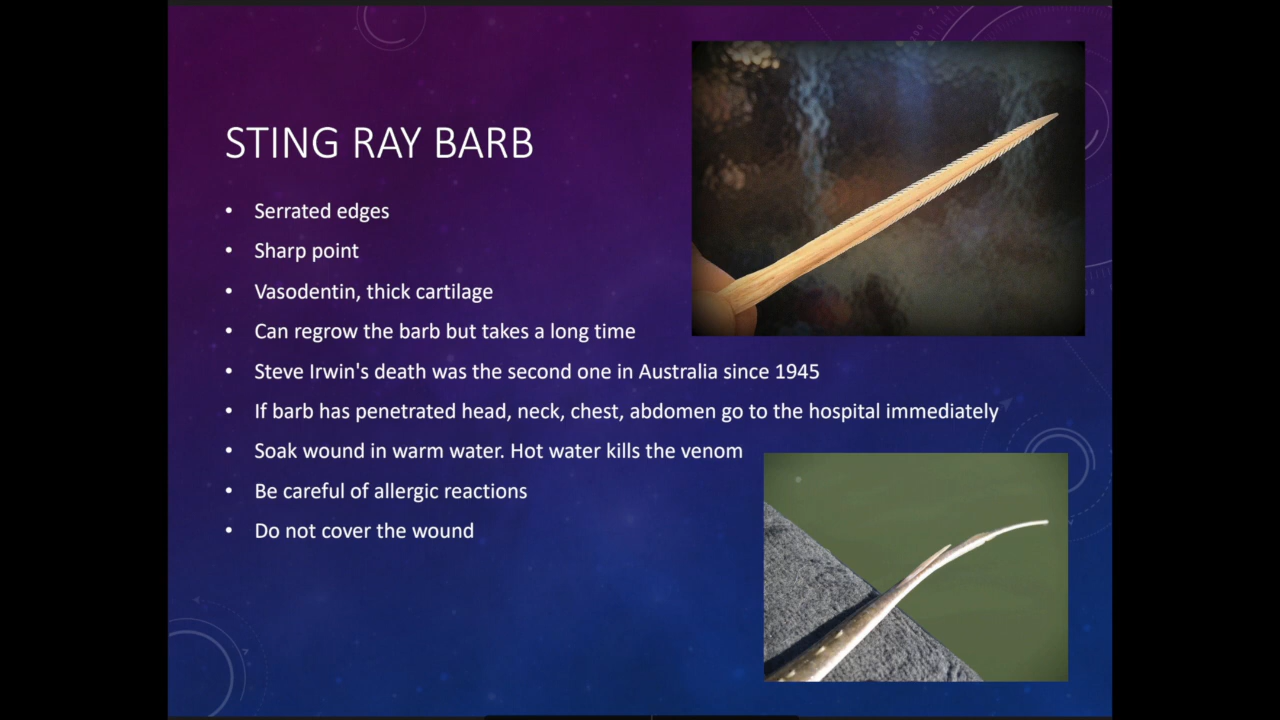 STING RAY BARB
• Serrated edges
• Sharp point
• Vasodentin, thick cartilage
• Can regrow the barb but takes a long time
• Steve Irwin's death was the second one in Australia since 1945
• If barb has penetrated head, neck, chest, abdomen go to the hospital immediately
• Soak wound in warm water. Hot water kills the venom
• Be careful of allergic reactions
• Do not cover the wound